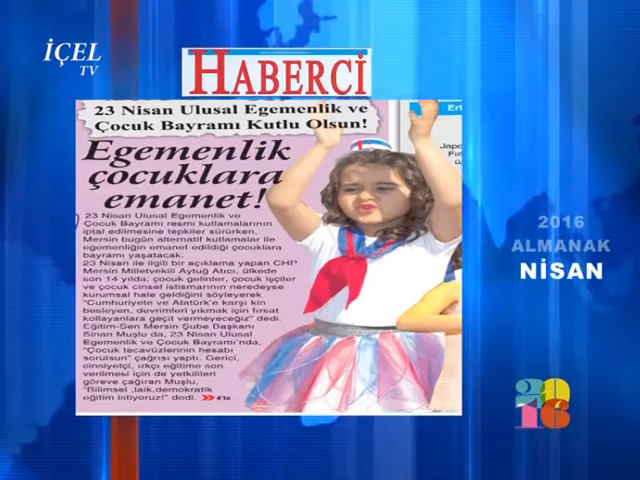 İÇEL
TV
HABERCİ
23 Nisan Ulusal Egemenlik ve
Çocuk Bayramı Kutlu Olsun!
Egemenlik
çocuklara
emanet!
23 Nisan Ulusal Egemenlik ve
Çocuk Bayramı resmi kutlamalarının
iptal edilmesine tepkiler sürürken,
Mersin bugün alternatif kutlamalar ile
egemenliğin emanet edildiği çocuklara
bayramı yaşatacak.
23 Nisan ile ilgili bir açıklama yapan CHP
Mersin Milletvekili Aytuğ Atıcı, ülkede
son 14 yılda; çocuk gelinler, çocuk işçiler
ve çocuk cinsel istismarının neredeyse
kurumsal hale geldiğini söyleyerek
"Cumhuriyete ve Atatürk'e karşı kin
besleyen, devrimleri yıkmak için fırsat
kollayanlara geçit vermeyeceğiz" dedi.
Eğitim-Sen Mersin Şube Başkanı
Sinan Muşlu da, 23 Nisan Ulusal
Egemenlik ve Çocuk Bayramı'nda,
"Çocuk tecavüzlerinin hesabı
sorulsun" çağrısı yaptı. Gerici,
cinsiyetçi, ırkçı eğitime son
verilmesi için de yetkilileri
göreve çağıran Muşlu,
"Bilimsel ,laik,demokratik
eğitim istiyoruz!" dedi. 4'te
Ert
Japo
Fır
2016
ALMANAK
NİSAN
2016